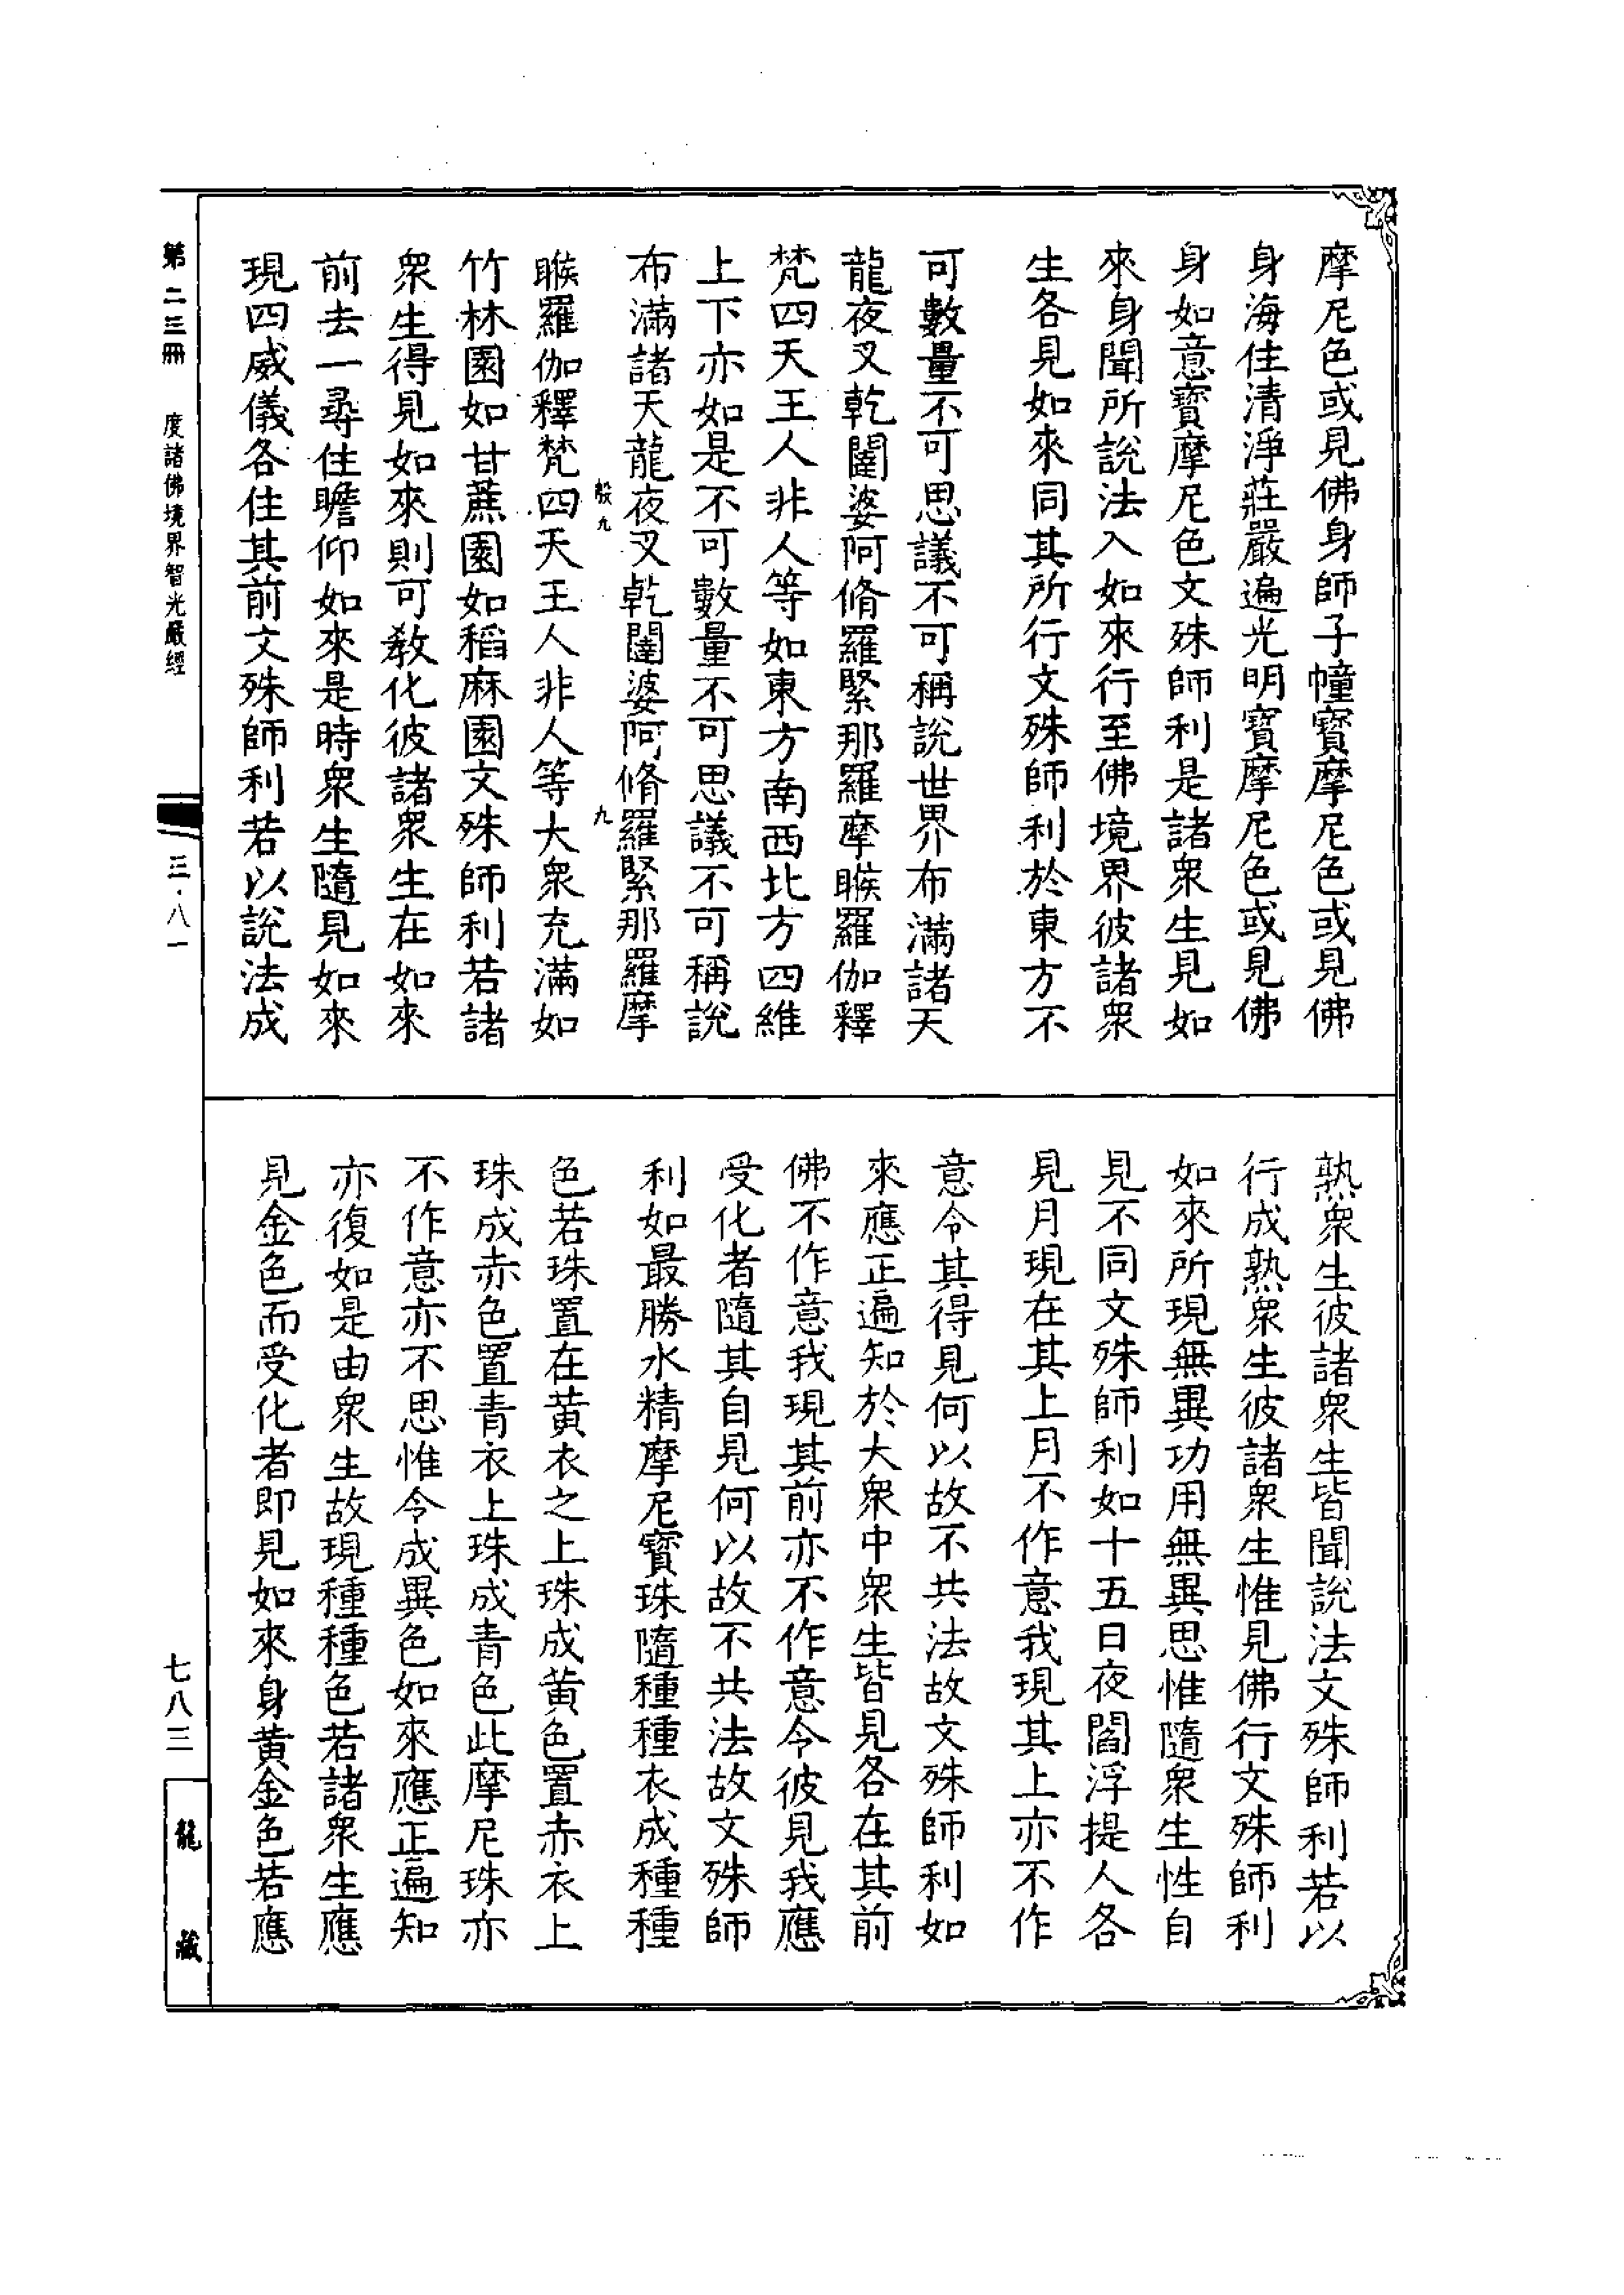 摩尼色或見佛身師子幢寶摩尼色或見佛
身海住清淨莊嚴遍光明寶摩尼色或見佛
身如意寶摩尼色文殊師利是諸衆生見如
來身聞所說法入如來行至佛境界彼諸衆
生各見如來同其所行文殊師利於東方不
可數量不可思議不可稱說世界布滿諸天
龍夜叉乾闥婆阿脩羅緊那羅摩睺羅伽釋
梵四天王人非人等如東方南西北方四維
上下亦如是不可數量不可思議不可稱說
布滿諸天龍夜叉乾闥婆阿脩羅緊那羅摩
般九
九
睺羅伽釋梵四天王人非人等大衆充滿如
竹林園如甘蔗園如稻麻園文殊師利若諸
衆生得見如來則可教化彼諸衆生在如來
前去一尋住瞻仰如來是時衆生隨見如來
現四威儀各住其前文殊師利若以說法成
熟衆生彼諸衆生皆聞說法文殊師利若以
行成熟衆生彼諸衆生惟見佛行文殊師利
如來所現無異功用無異思惟隨衆生性自
見不同文殊師利如十五日夜閻浮提人各
見月現在其上月不作意我現其上亦不作
意令其得見何以故不共法故文殊師利如
來應正遍知於大衆中衆生皆見各在其前
佛不作意我現其前亦不作意令彼見我應
受化者隨其自見何以故不共法故文殊師
利如最勝水精摩尼寶珠隨種種衣成種種
色若珠置在黃衣之上珠成黃色置赤衣上
珠成赤色置青衣上珠成青色此摩尼珠亦
不作意亦不思惟令成異色如來應正遍知
亦復如是由衆生故現種種色若諸衆生應
見金色而受化者即見如來身黃金色若應
第二三冊 度諸佛境界智光嚴經
三·八一
七八三
龍藏